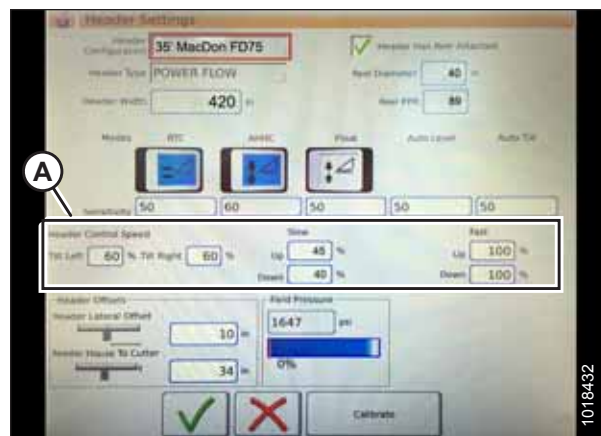 Header Settings
Header Configuration 35' MacDon FD75 Header Has Reel Attached
Header Type POWER FLOW Reel Diameter 40 in
Header Width 420 in Reel PPR 89
Modes RTC AHHC Float Auto Level Auto Tilt
A
Sensitivity 50 60 50 50 50
Header Control Speed Slow Fast
Tilt Left 60 % Tilt Right 60 % Up 45 % Up 100 %
Down 40 % Down 100 %
Header Offsets Field Pressure
Header Lateral Offset 1647 psi
10 in
Feeder House To Cutter 0%
34 in
Calibrate
1018432